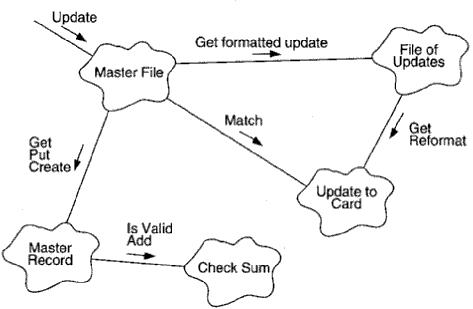 Update
Get formatted update
File of
Updates
Master File
Match
Get
Reformat
Get
Put
Create
Update to
Card
Is Valid
Add
Master
Record
Check Sum